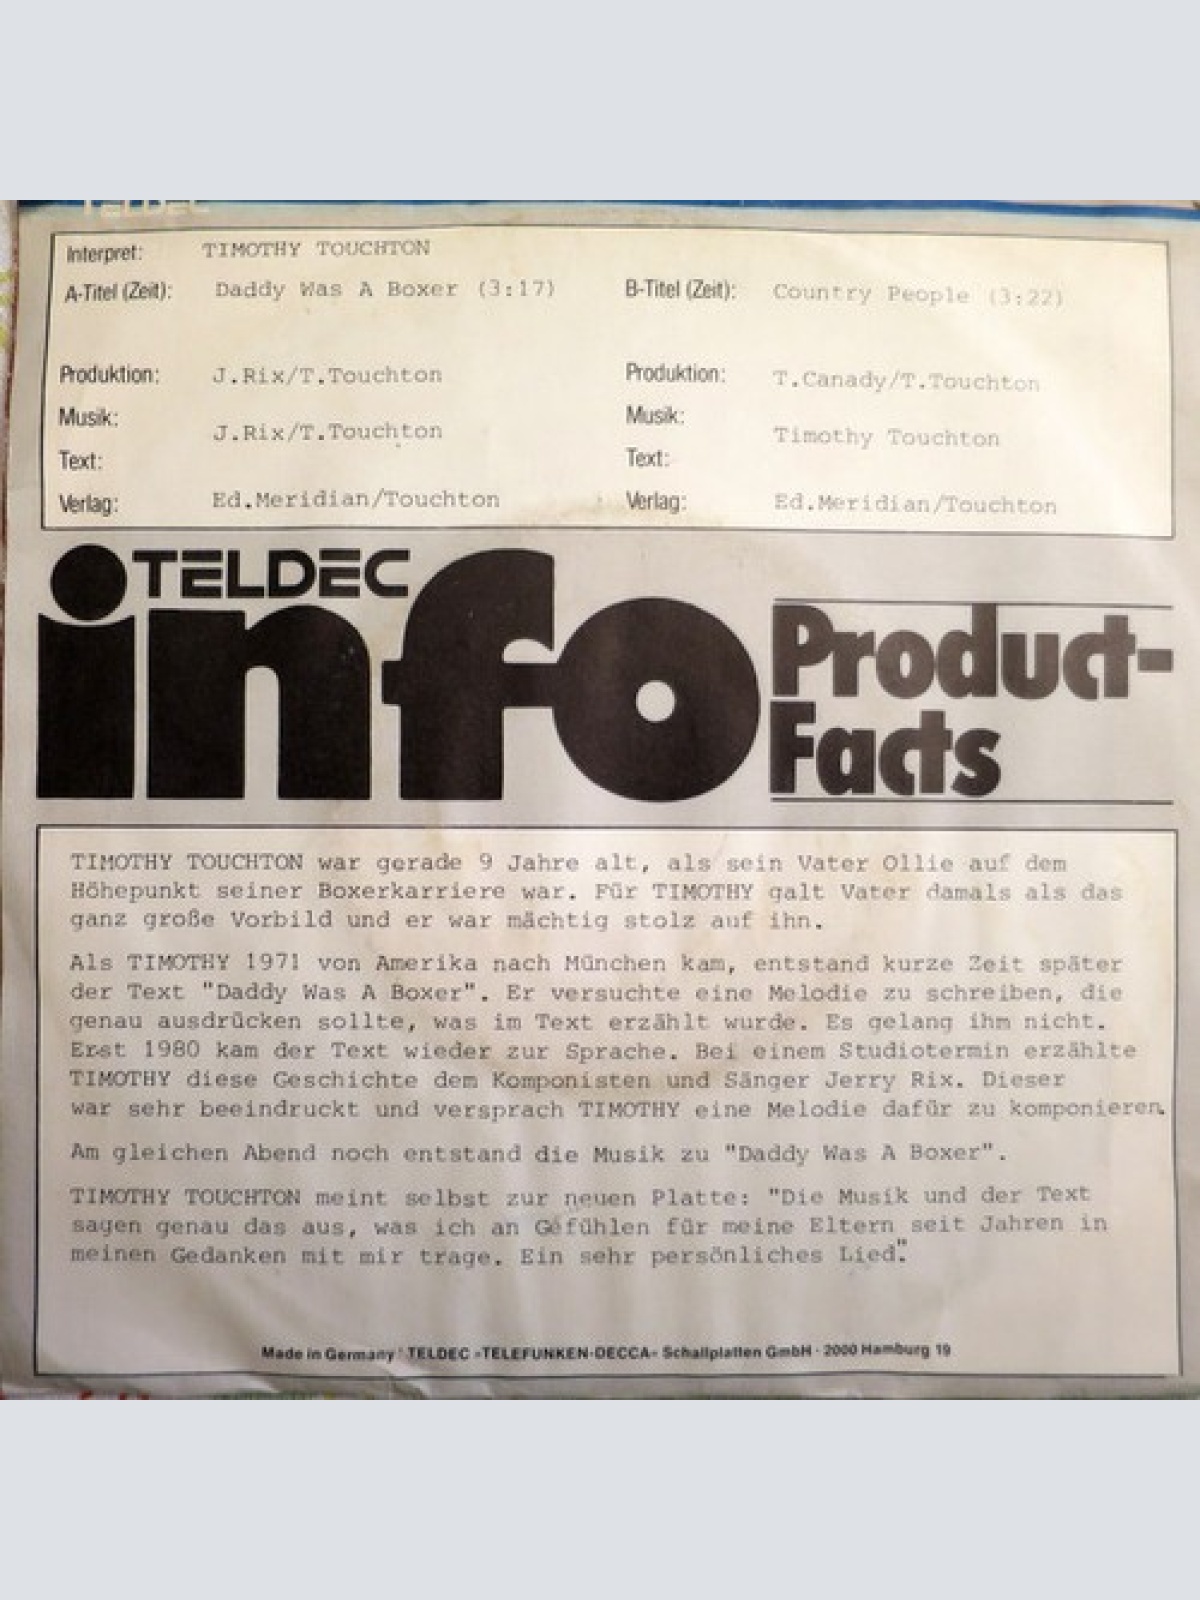 TELDEC
Interpret: TIMOTHY TOUCHTON
A-Titel (Zeit): Daddy Was A Boxer (3:17) B-Titel (Zeit): Country People (3:22)
Produktion: J.Rix/T.Touchton Produktion: T.Canady/T.Touchton
Musik: Musik:
J.Rix/T.Touchton Timothy Touchton
Text: Text:
Verlag: Ed.Meridian/Touchton Verlag: Ed.Meridian/Touchton
TELDEC
info Product-
Facts
TIMOTHY TOUCHTON war gerade 9 Jahre alt, als sein Vater Ollie auf dem
Höhepunkt seiner Boxerkarriere war. Für TIMOTHY galt Vater damals als das
ganz große Vorbild und er war mächtig stolz auf ihn.
Als TIMOTHY 1971 von Amerika nach München kam, entstand kurze Zeit später
der Text "Daddy Was A Boxer". Er versuchte eine Melodie zu schreiben, die
genau ausdrücken sollte, was im Text erzählt wurde. Es gelang ihm nicht.
Erst 1980 kam der Text wieder zur Sprache. Bei einem Studiotermin erzählte
TIMOTHY diese Geschichte dem Komponisten und Sänger Jerry Rix. Dieser
war sehr beeindruckt und versprach TIMOTHY eine Melodie dafür zu komponieren.
Am gleichen Abend noch entstand die Musik zu "Daddy Was A Boxer".
TIMOTHY TOUCHTON meint selbst zur neuen Platte: "Die Musik und der Text
sagen genau das aus, was ich an Gefühlen für meine Eltern seit Jahren in
meinen Gedanken mit mir trage. Ein sehr persönliches Lied."
Made in Germany · TELDEC »TELEFUNKEN-DECCA« Schallplatten GmbH · 2000 Hamburg 19